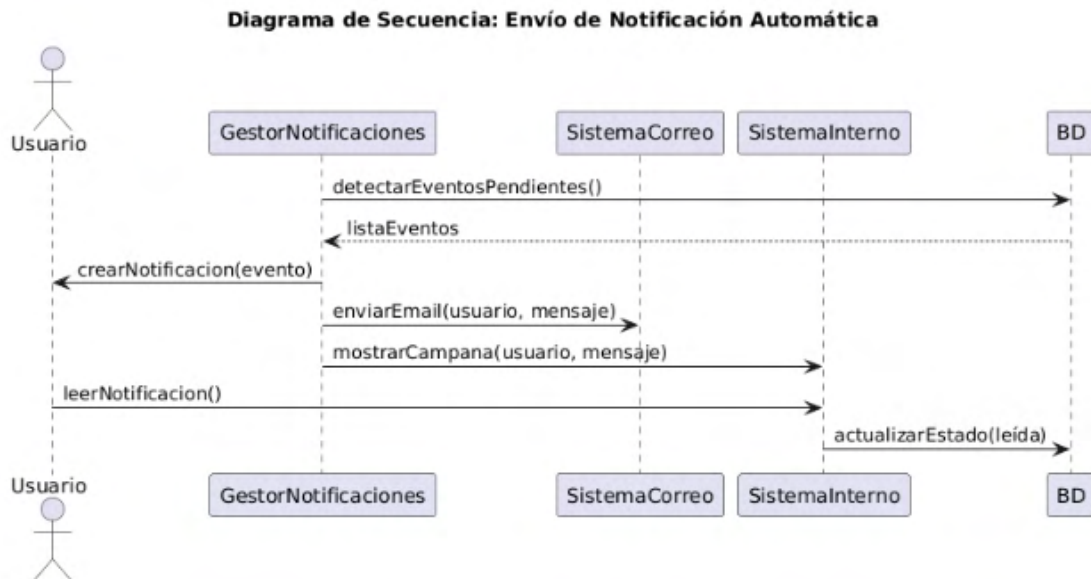 Diagrama de Secuencia: Envío de Notificación Automática
Usuario
GestorNotificaciones
SistemaCorreo
SistemaInterno
BD
detectarEventosPendientes()
listaEventos
crearNotificacion(evento)
enviarEmail(usuario, mensaje)
mostrarCampana(usuario, mensaje)
leerNotificacion()
actualizarEstado(leída)
Usuario
GestorNotificaciones
SistemaCorreo
SistemaInterno
BD